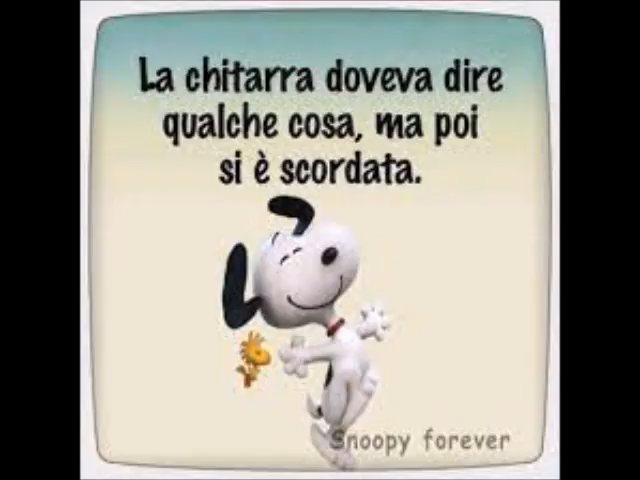 La chitarra doveva dire
qualche cosa, ma poi
si è scordata.
Snoopy forever